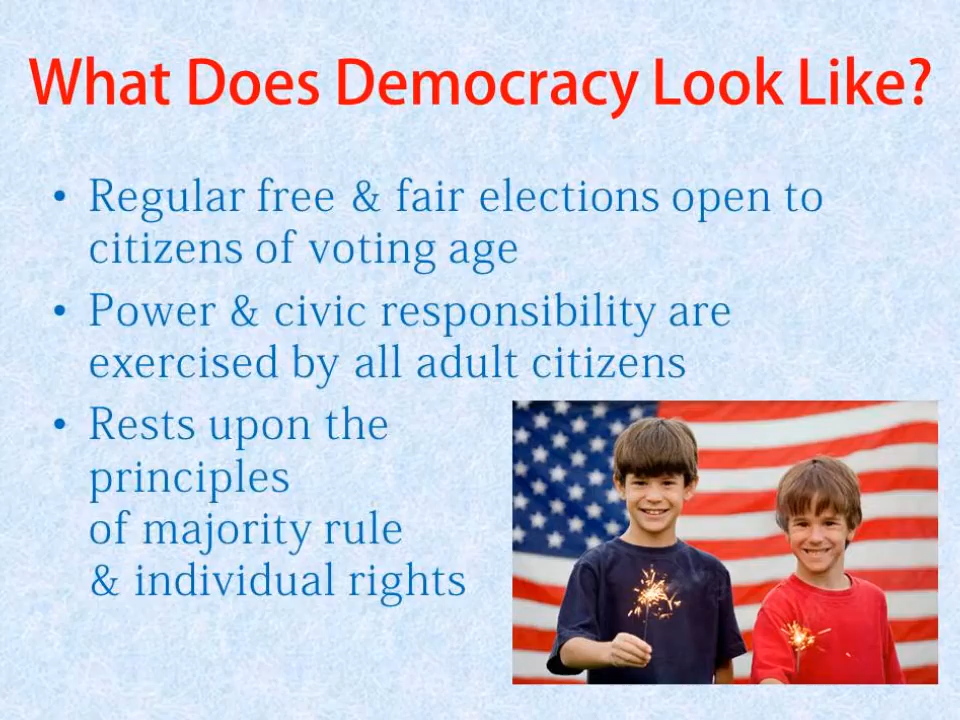 What Does Democracy Look Like?
• Regular free & fair elections open to
citizens of voting age
• Power & civic responsibility are
exercised by all adult citizens
• Rests upon the
principles
of majority rule
& individual rights